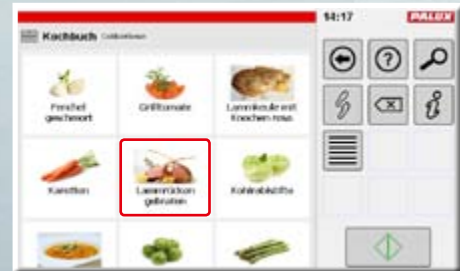 14:17
PALUX
Kochbuch
Fenchel
geschmort
Grilltomate
Lammkeule mit
Knochen rosa
Karotten
Lammrücken
gebraten
Kohlrabistifte